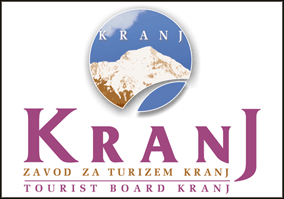 KRANJ
KRANJ
ZAVOD ZA TURIZEM KRANJ
TOURIST BOARD KRANJ